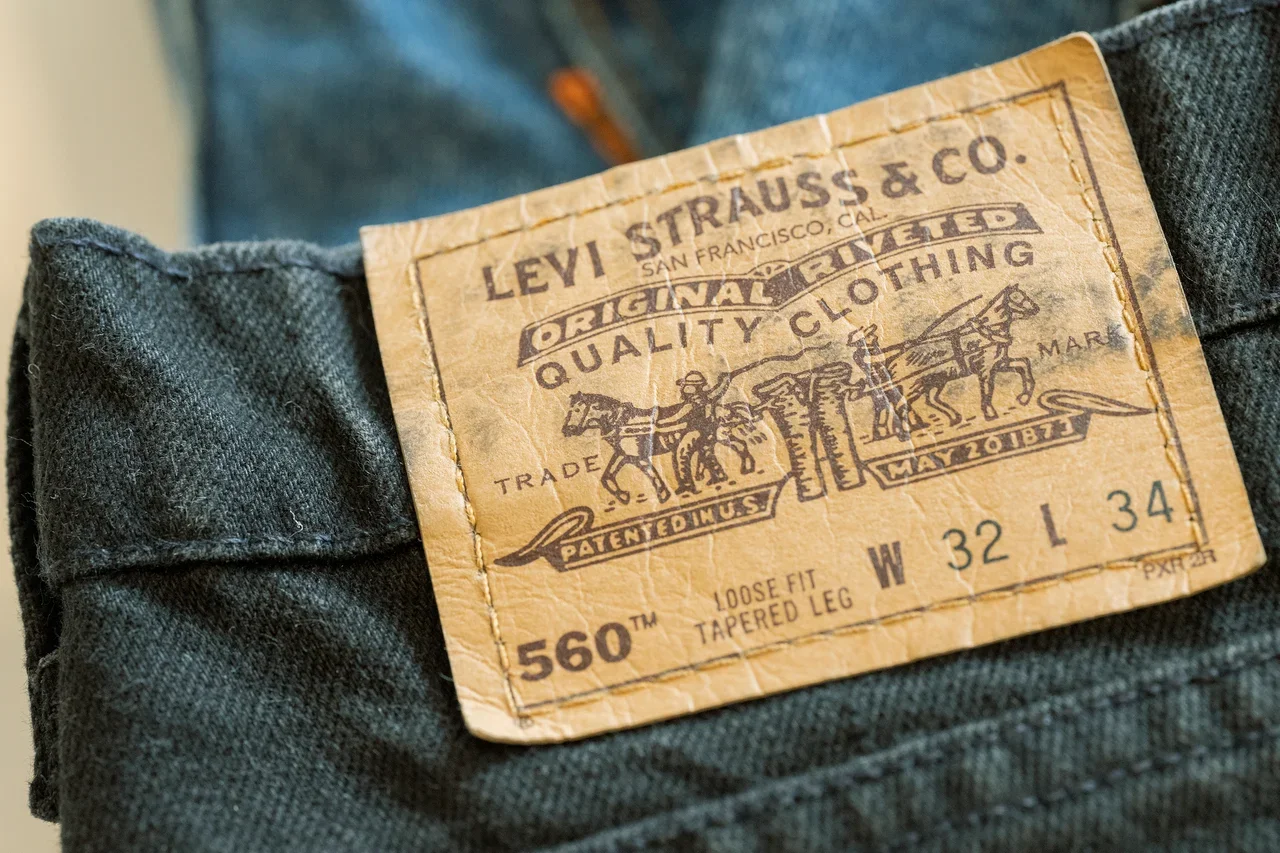 LEVI STRAUSS & CO.
SAN FRANCISCO, CAL.
ORIGINAL RIVETED
QUALITY CLOTHING
TRADE MARK
PATENTED IN U.S. MAY 20 1873
W 32 L 34
560™ LOOSE FIT
TAPERED LEG
PXR 2R